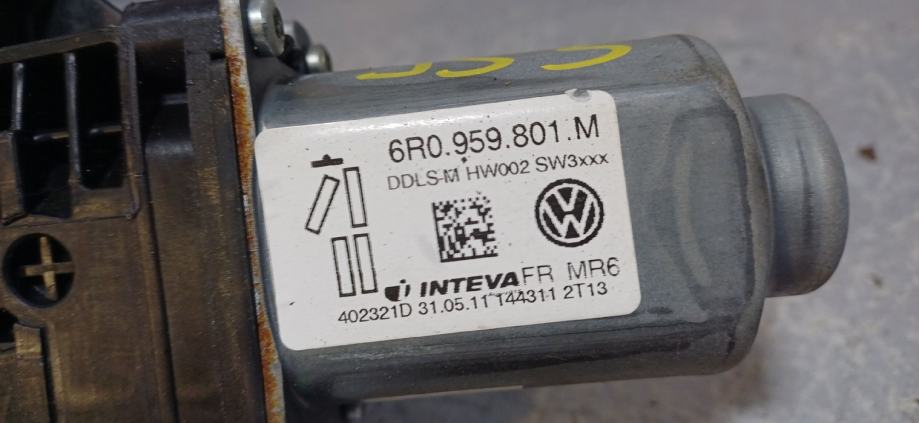 6R0.959.801.M
DDLS-M HW002 SW3xxx
INTEVA FR MR6
402321D 31.05.11 144311 2T13